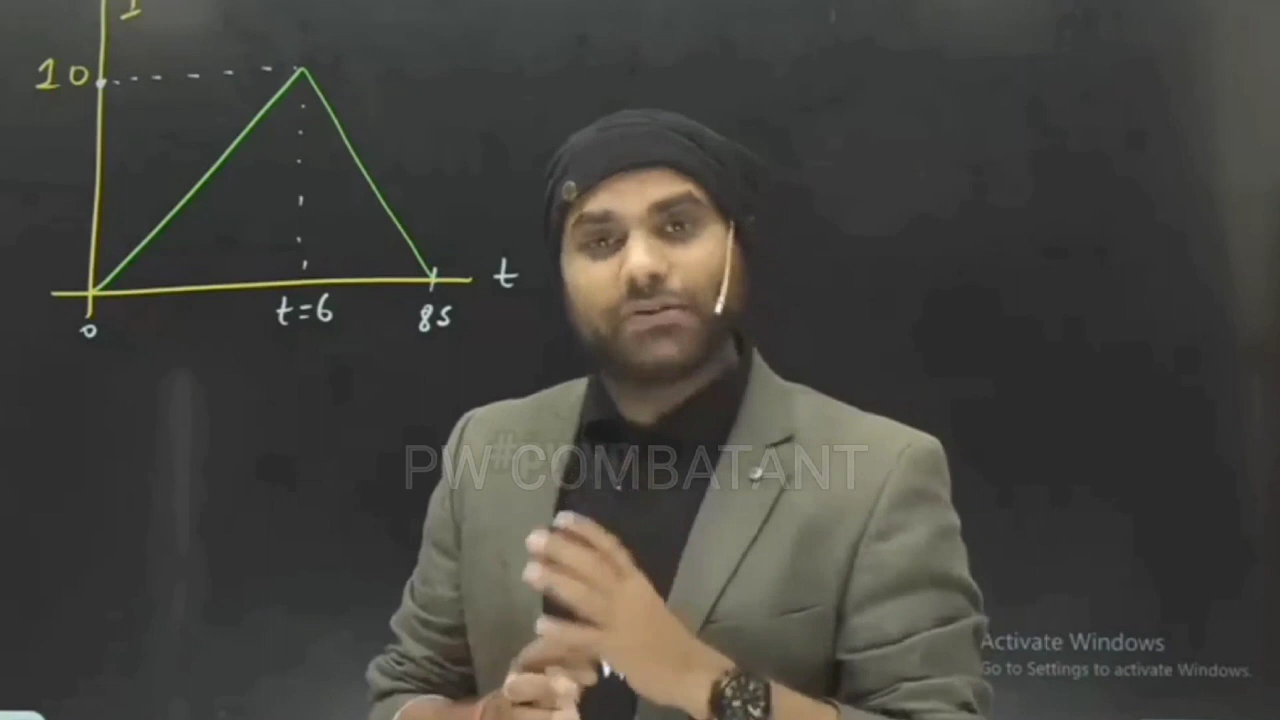 I
10
t
t=6
8s
0
PW COMBATANT
Activate Windows
Go to Settings to activate Windows.